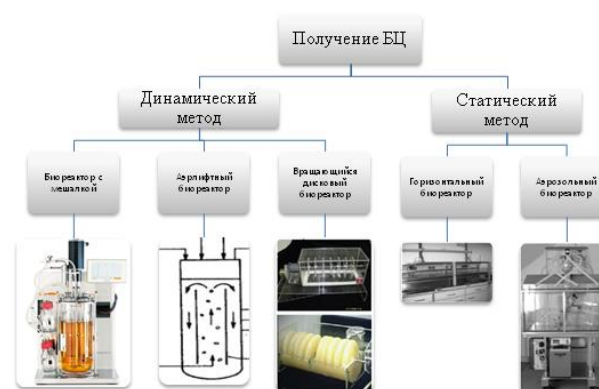 Получение БЦ
Динамический
метод
Статический
метод
Биореактор с
мешалкой
Аэрлифтный
биореактор
Вращающийся
дисковый
биореактор
Горизонтальный
биореактор
Аэрозольный
биореактор